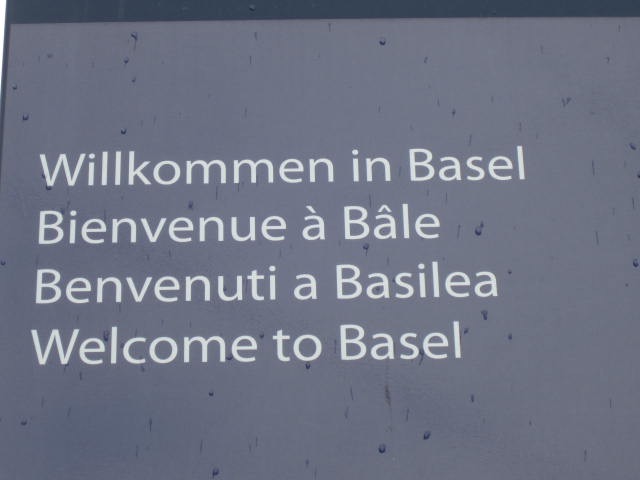 Willkommen in Basel
Bienvenue à Bâle
Benvenuti a Basilea
Welcome to Basel